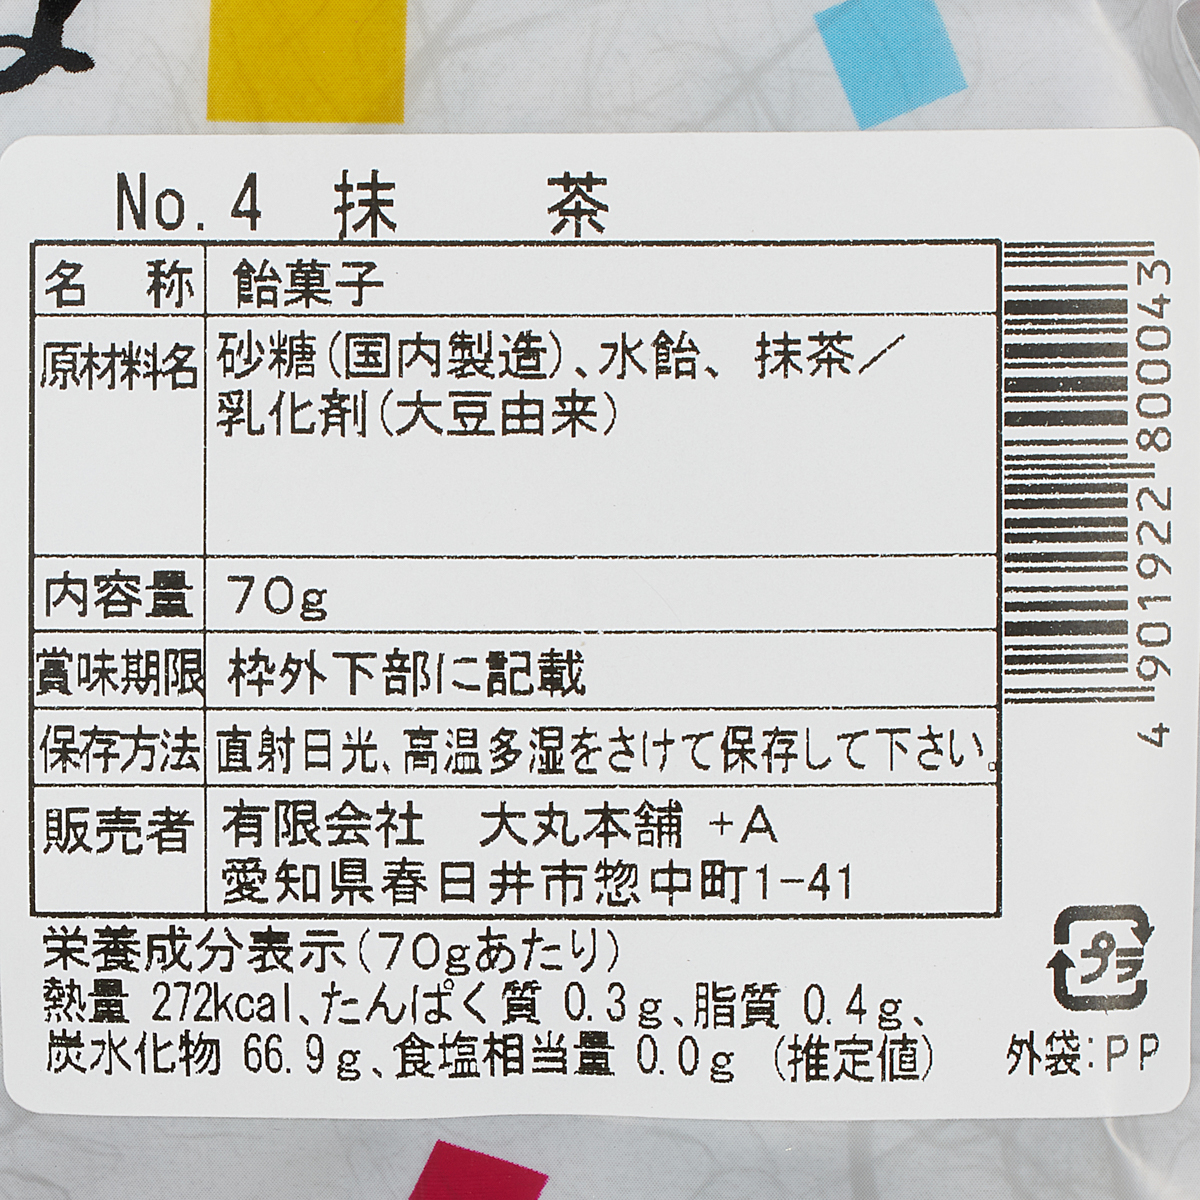 No.4 抹 茶
名 称 飴菓子
原材料名 砂糖(国内製造)、水飴、抹茶／
乳化剤(大豆由来)
内容量 70g
賞味期限 枠外下部に記載
保存方法 直射日光、高温多湿をさけて保存して下さい。
販売者 有限会社 大丸本舗 +A
愛知県春日井市惣中町1-41
栄養成分表示(70gあたり)
熱量 272kcal、たんぱく質 0.3g、脂質 0.4g、
炭水化物 66.9g、食塩相当量 0.0g (推定値)
4901922800043
プラ
外袋:PP